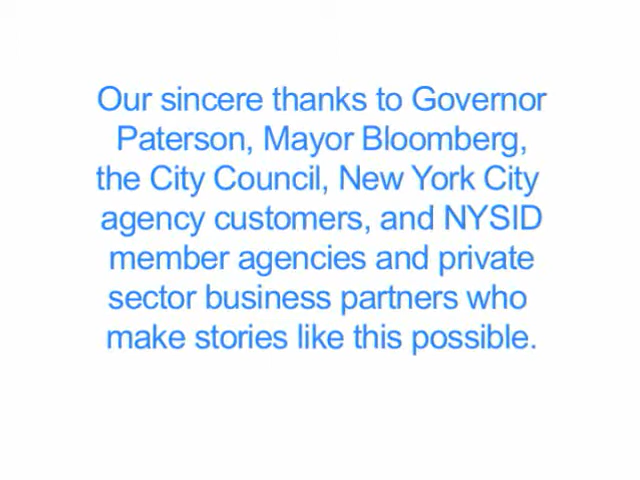 Our sincere thanks to Governor
Paterson, Mayor Bloomberg,
the City Council, New York City
agency customers, and NYSID
member agencies and private
sector business partners who
make stories like this possible.